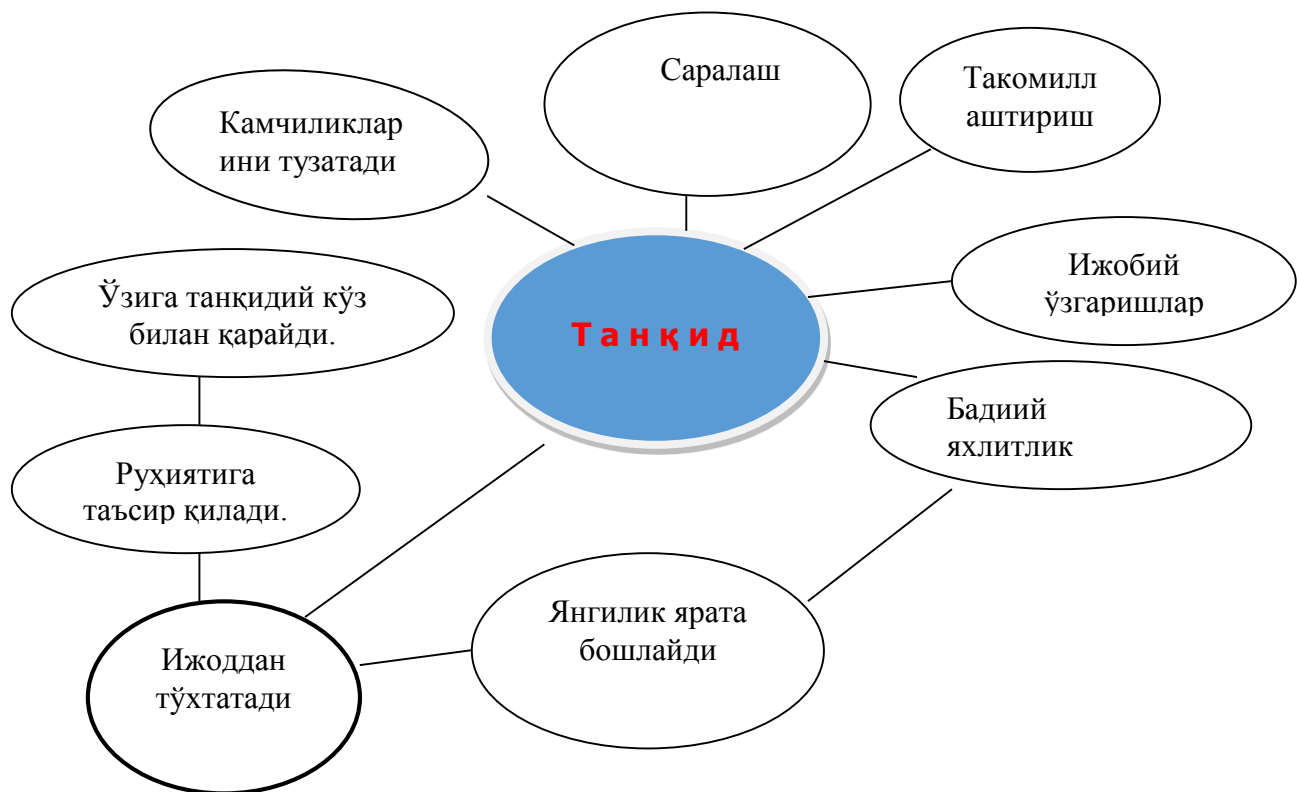 Саралаш
Такомилл
аштириш
Камчиликлар
ини тузатади
Ижобий
ўзгаришлар
Ўзига танқидий кўз
билан қарайди.
Т а н қ и д
Бадиий
яхлитлик
Руҳиятига
таъсир қилади.
Янгилик ярата
бошлайди
Ижоддан
тўхтатади